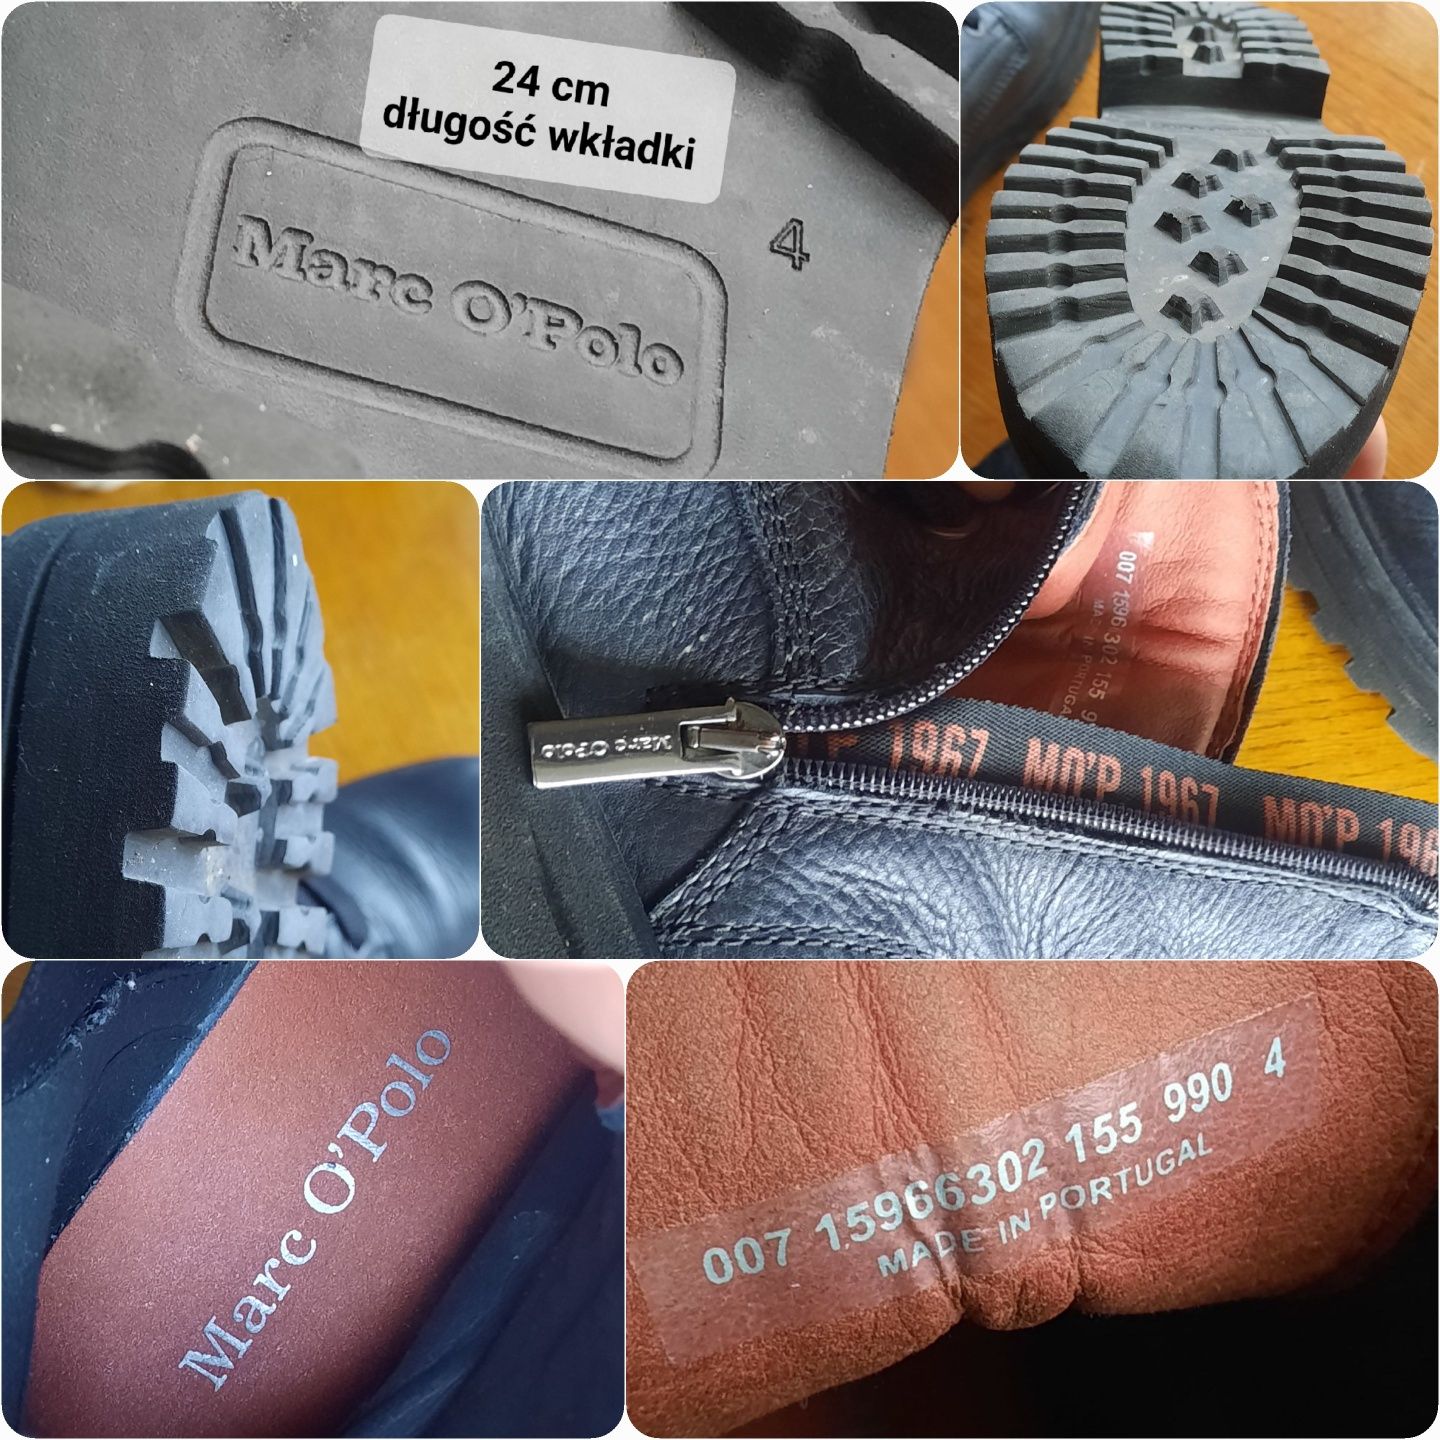 24 cm
długość wkładki
Marc O'Polo
4
007 1596 302 155 9
MADE IN PORTUGAL
Marc O'Polo
1967 MO'P 1967 MO'P 196
Marc O'Polo
007 15966302 155 990 4
MADE IN PORTUGAL